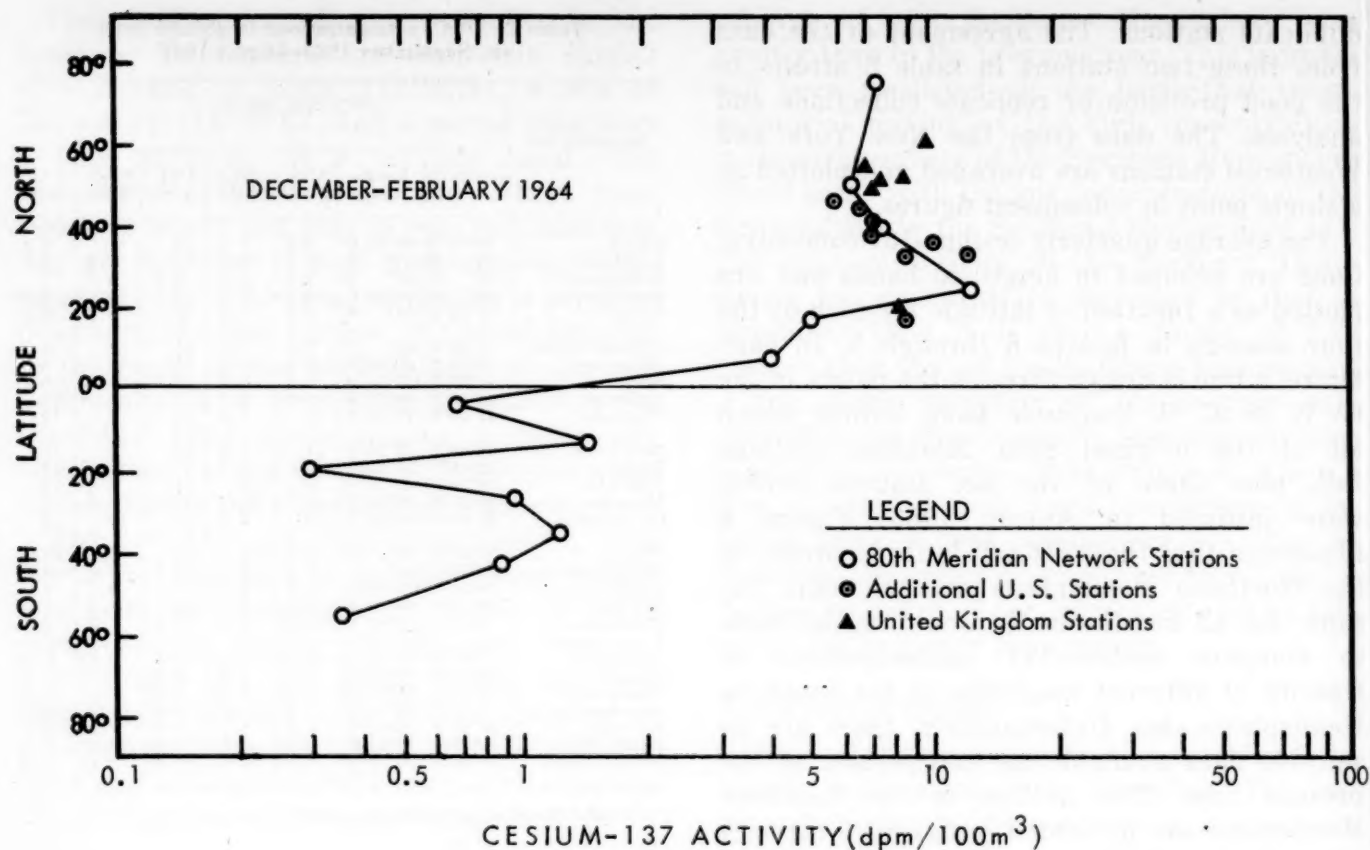 80°
60°
40°
20°
0°
20°
40°
60°
80°
NORTH
LATITUDE
SOUTH
DECEMBER–FEBRUARY 1964
LEGEND
80th Meridian Network Stations
Additional U. S. Stations
United Kingdom Stations
0.1 0.5 1 5 10 50 100
CESIUM–137 ACTIVITY (dpm/100m³)